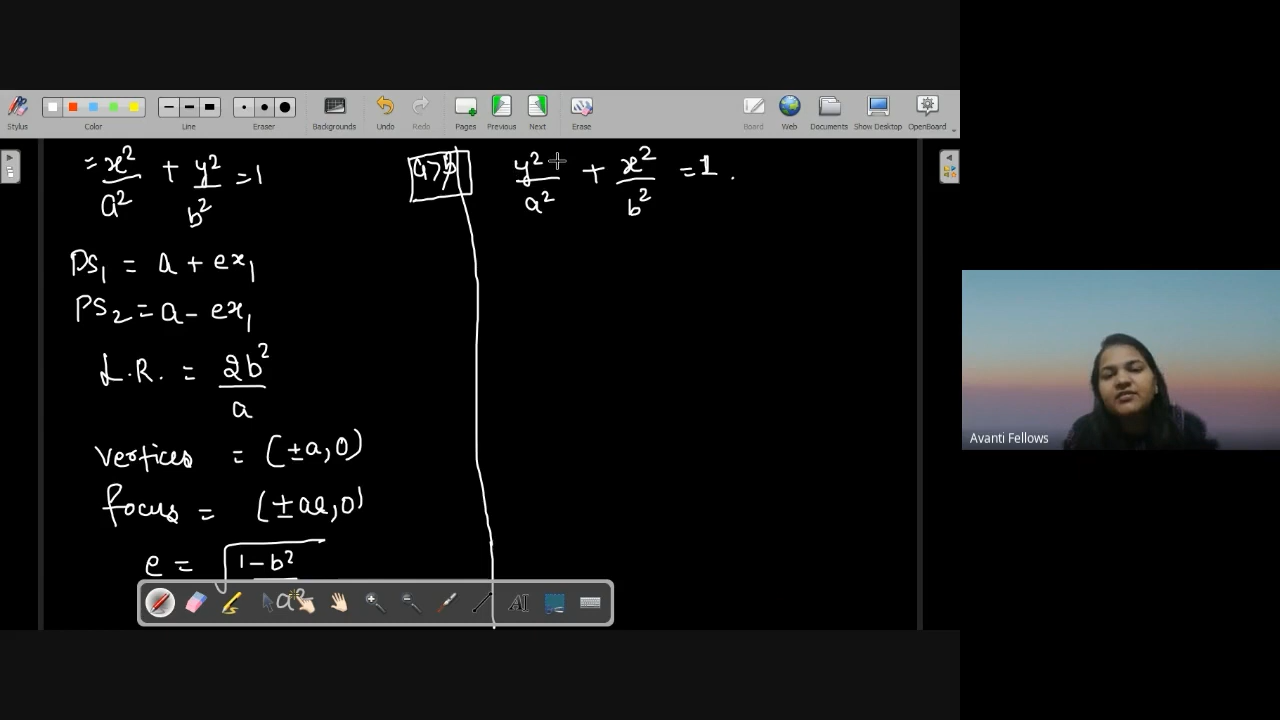 Stylus Color Line Eraser Backgrounds Undo Redo Pages Previous Next Erase Board Web Documents Show Desktop OpenBoard
= x²/a² + y²/b² = 1
a>b
y²/a² + x²/b² = 1.
PS₁ = a + ex₁
PS₂ = a - ex₁
L.R. = 2b²/a
vertices = (±a, 0)
focus = (±ae, 0)
e = √(1 - b²/a²)
Avanti Fellows